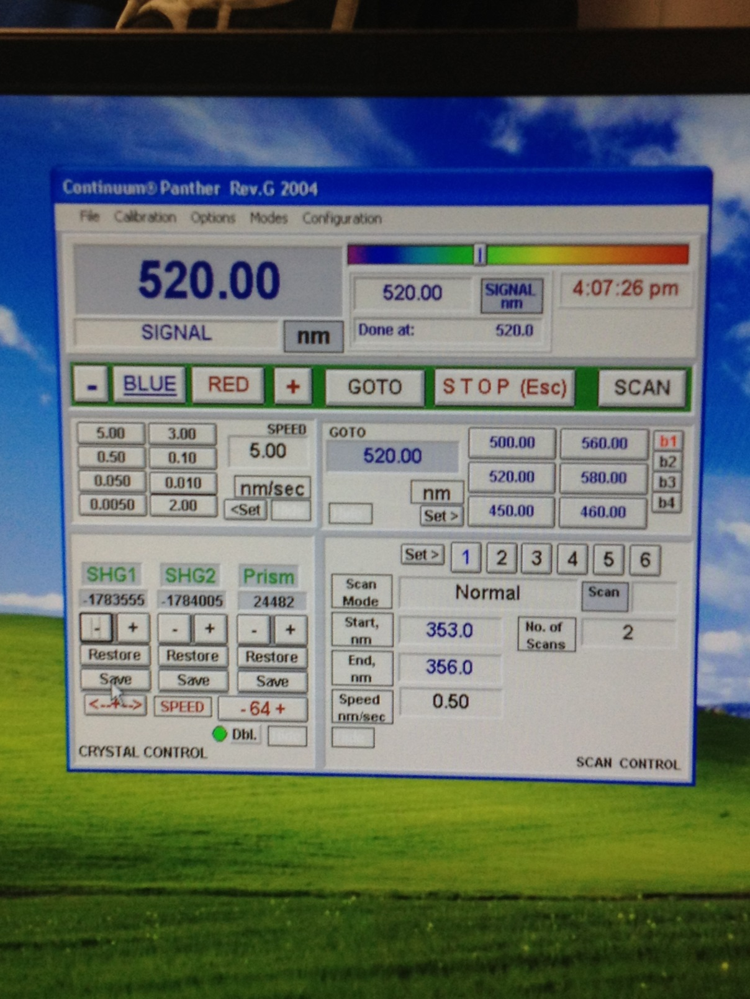 Continuum® Panther Rev.G 2004
File Calibration Options Modes Configuration
520.00
SIGNAL nm
520.00 SIGNAL nm
4:07:26 pm
Done at: 520.0
- BLUE RED + GOTO STOP (Esc) SCAN
5.00 3.00
0.50 0.10
0.050 0.010
0.0050 2.00
SPEED
5.00
nm/sec
<Set
GOTO
520.00
nm
Set >
500.00 560.00
520.00 580.00
450.00 460.00
b1
b2
b3
b4
SHG1 SHG2 Prism
-1783555 -1784005 24482
- + - + - +
Restore Restore Restore
Save Save Save
<--+--> SPEED - 64 +
Dbl.
CRYSTAL CONTROL
Set > 1 2 3 4 5 6
Scan Mode Normal Scan
Start, nm 353.0 No. of Scans 2
End, nm 356.0
Speed nm/sec 0.50
SCAN CONTROL